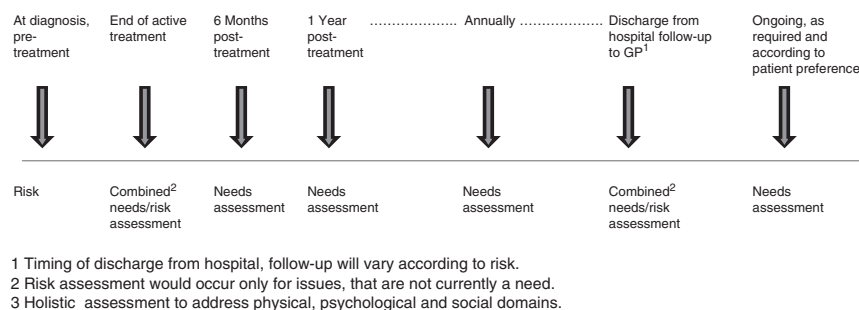 At diagnosis,
pre-
treatment
End of active
treatment
6 Months
post-
treatment
1 Year
post-
treatment
.................... Annually ....................
Discharge from
hospital follow-up
to GP1
Ongoing, as
required and
according to
patient preference
Risk
Combined2
needs/risk
assessment
Needs
assessment
Needs
assessment
Needs
assessment
Combined2
needs/risk
assessment
Needs
assessment
1 Timing of discharge from hospital, follow-up will vary according to risk.
2 Risk assessment would occur only for issues, that are not currently a need.
3 Holistic assessment to address physical, psychological and social domains.